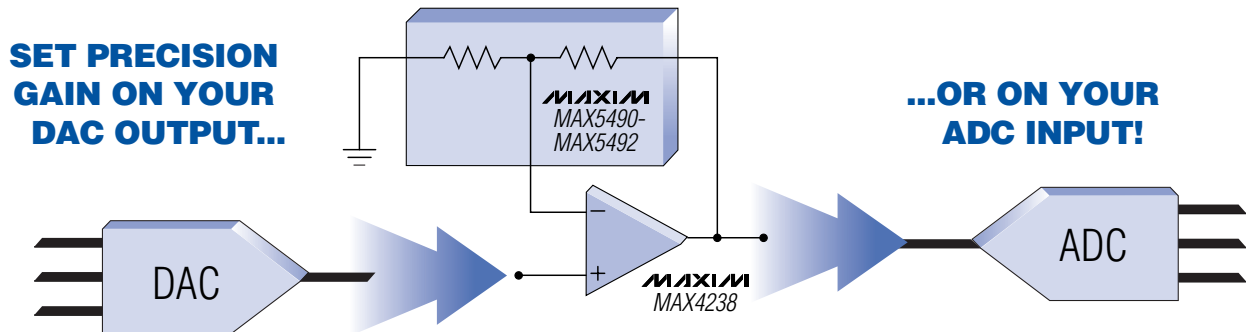 SET PRECISION
GAIN ON YOUR
DAC OUTPUT...
MAXIM
MAX5490-
MAX5492
...OR ON YOUR
ADC INPUT!
DAC
−
+
MAXIM
MAX4238
ADC